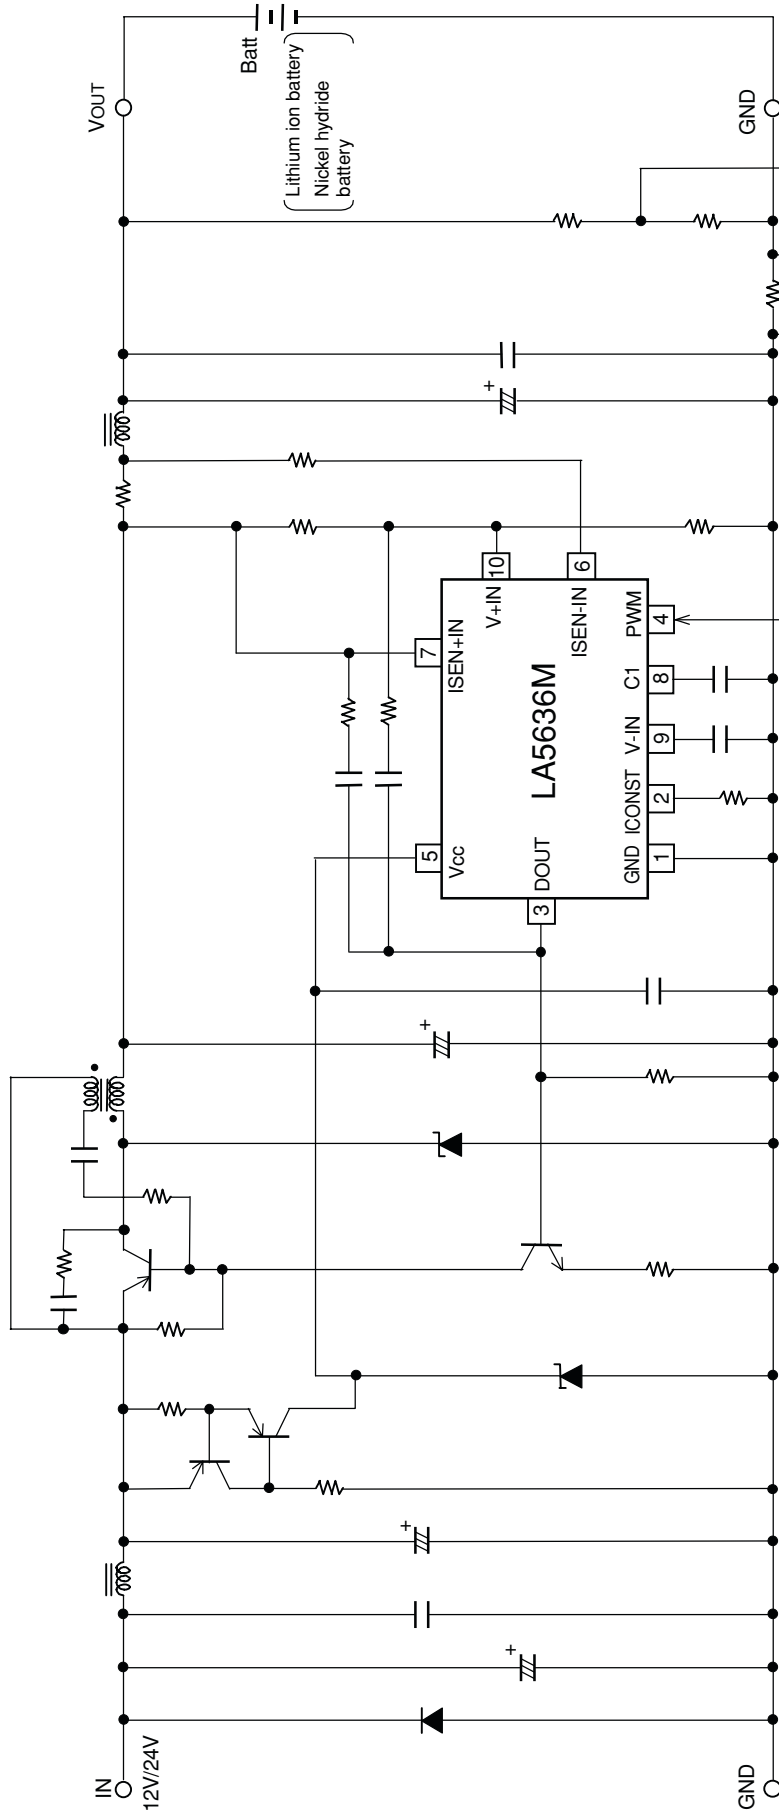 IN
12V/24V
GND
VOUT
GND
Batt
Lithium ion battery
Nickel hydride
battery
+
+
+
+
LA5636M
5
VCC
7
ISEN+IN
10
V+IN
6
ISEN-IN
3
DOUT
1
GND
2
ICONST
9
V-IN
8
C1
4
PWM